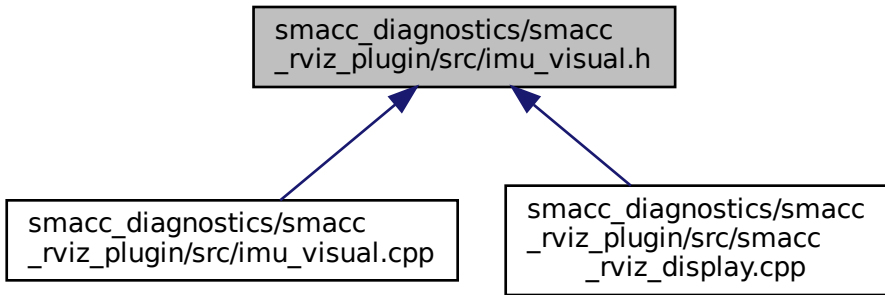 smacc_diagnostics/smacc
_rviz_plugin/src/imu_visual.h
smacc_diagnostics/smacc
_rviz_plugin/src/imu_visual.cpp
smacc_diagnostics/smacc
_rviz_plugin/src/smacc
_rviz_display.cpp